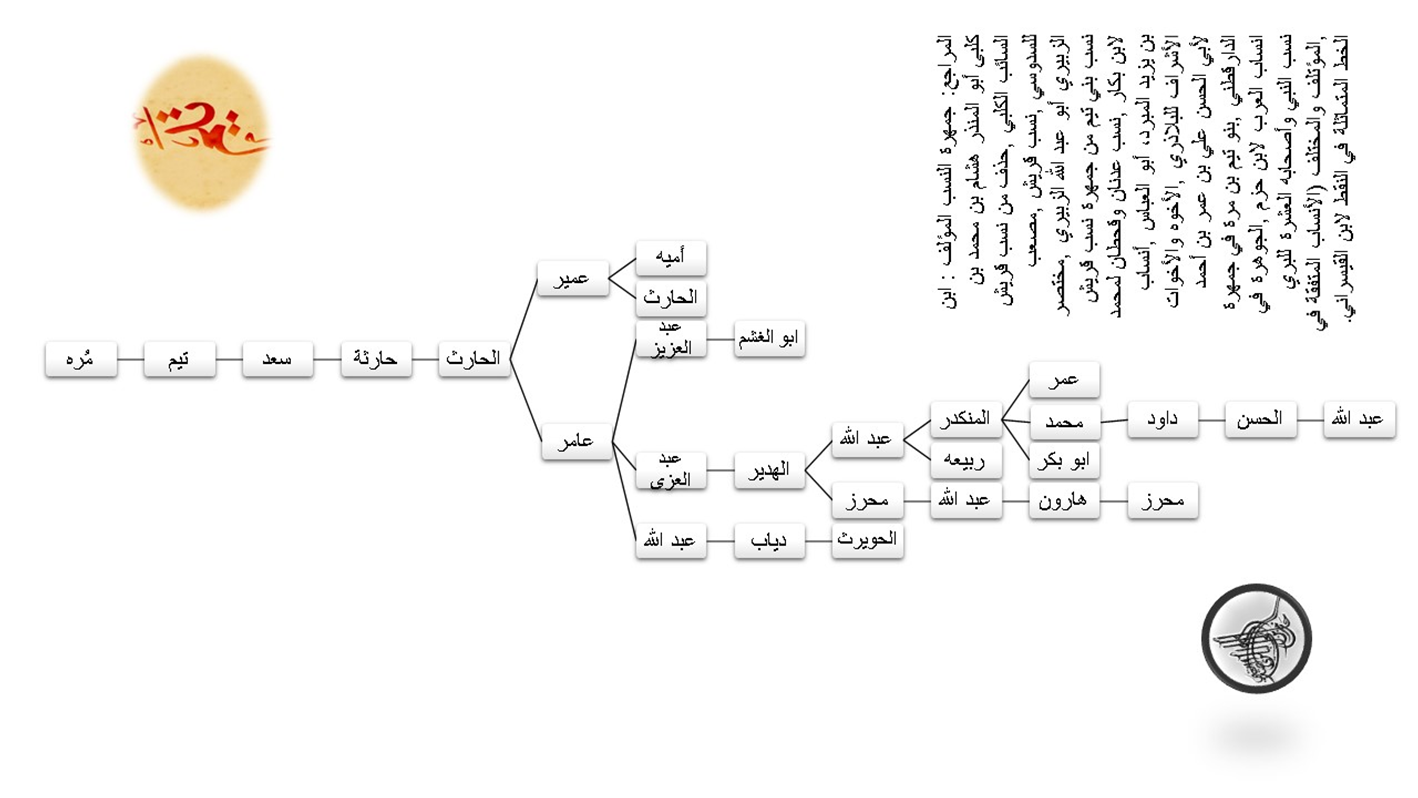 المراجع: جمهرة النسب المؤلف : ابن
كلبى أبو المنذر هشام بن محمد بن
السائب الكلبي ,حذف من نسب قريش
للسدوسي ,نسب قريش ,مصعب
الزبيري أبو عبد الله الزبيري ,مختصر
نسب بني تيم من جمهرة نسب قريش
لابن بكار ,نسب عدنان وقحطان لمحمد
بن يزيد المبرد، أبو العباس ,أنساب
الأشراف للبلاذري ,الأخوه والأخوات
لأبي الحسن علي بن عمر بن أحمد
الدارقطني ,بنو تيم بن مرة في جمهرة
انساب العرب لابن حزم ,الجوهرة في
نسب النبي وأصحابه العشرة للبري
,المؤتلف والمختلف (الأنساب المتفقة في
الخط المتماثلة في النقط لابن القيسراني.
مُره
تيم
سعد
حارثة
الحارث
عمير
أميه
الحارث
عامر
عبد
العزيز
ابو الغشم
عبد
العزى
الهدير
عبد الله
المنكدر
عمر
محمد
داود
الحسن
عبد الله
ابو بكر
ربيعه
محرز
عبد الله
هارون
محرز
عبد الله
دياب
الحويرث